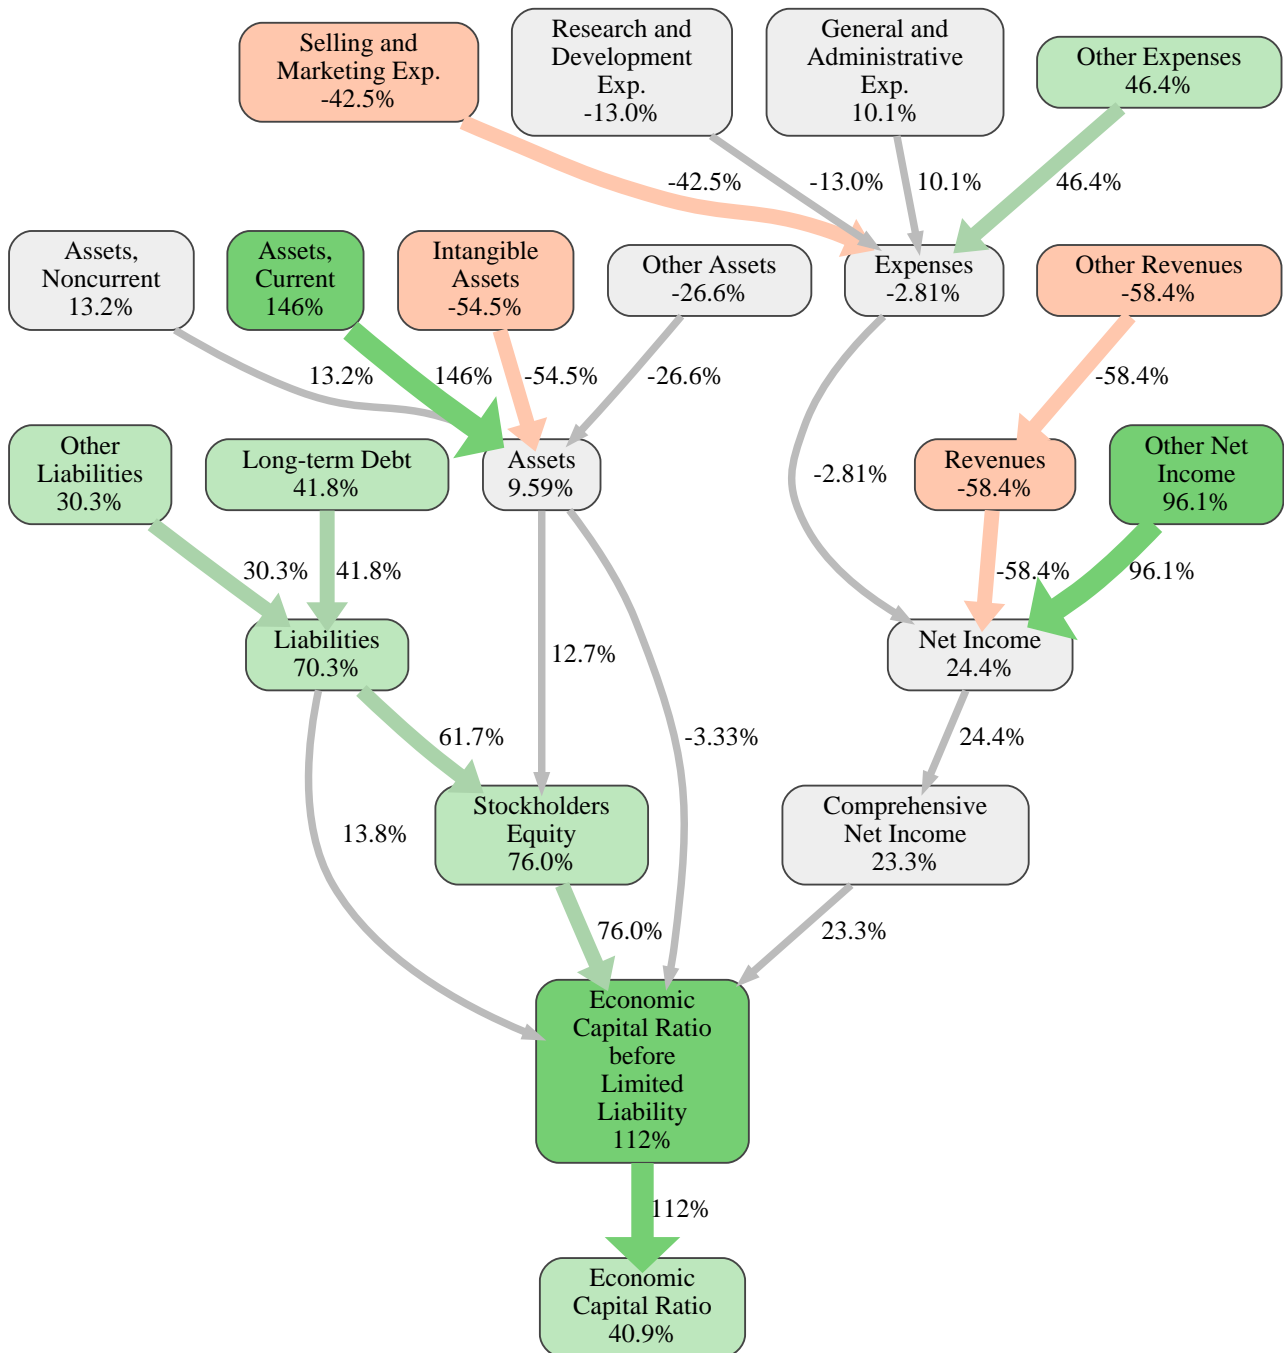 Selling and
Marketing Exp.
-42.5%
Research and
Development
Exp.
-13.0%
General and
Administrative
Exp.
10.1%
Other Expenses
46.4%
-42.5%
-13.0%
10.1%
46.4%
Assets,
Noncurrent
13.2%
Assets,
Current
146%
Intangible
Assets
-54.5%
Other Assets
-26.6%
Expenses
-2.81%
Other Revenues
-58.4%
13.2%
146%
-54.5%
-26.6%
-58.4%
Other
Liabilities
30.3%
Long-term Debt
41.8%
Assets
9.59%
-2.81%
Revenues
-58.4%
Other Net
Income
96.1%
30.3%
41.8%
-58.4%
96.1%
Liabilities
70.3%
12.7%
Net Income
24.4%
61.7%
-3.33%
24.4%
13.8%
Stockholders
Equity
76.0%
Comprehensive
Net Income
23.3%
76.0%
23.3%
Economic
Capital Ratio
before
Limited
Liability
112%
112%
Economic
Capital Ratio
40.9%